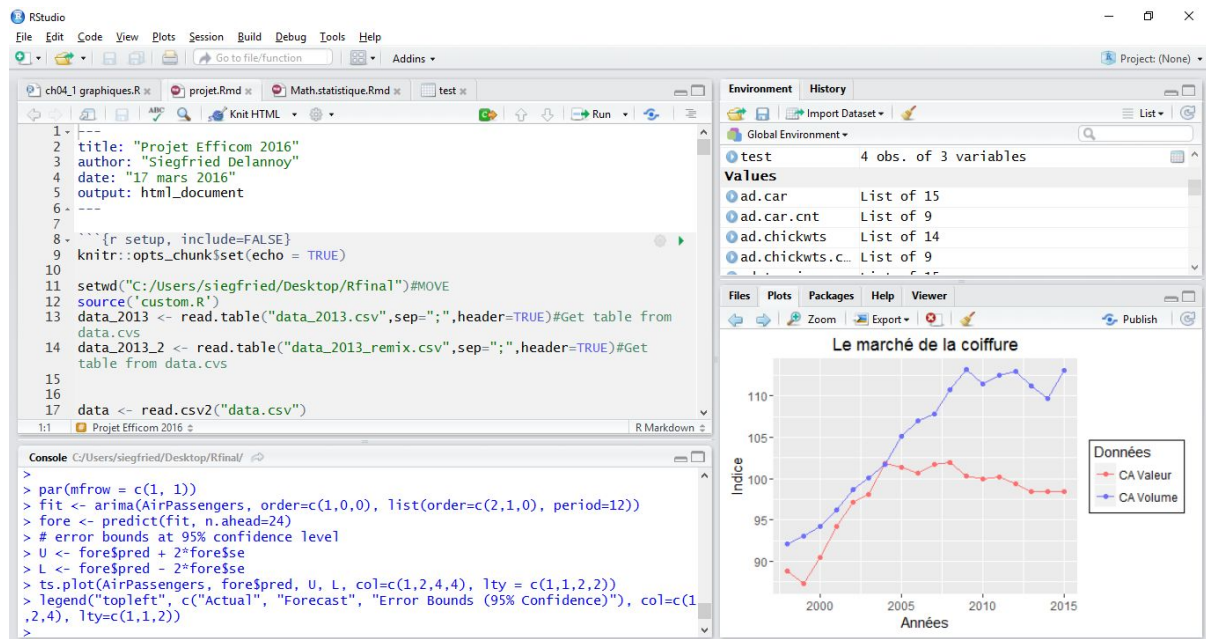 RStudio
File Edit Code View Plots Session Build Debug Tools Help
Go to file/function Addins Project: (None)
ch04_1 graphiques.R projet.Rmd Math.statistique.Rmd test
ABC Knit HTML Run
1 ---
2 title: "Projet Efficom 2016"
3 author: "Siegfried Delannoy"
4 date: "17 mars 2016"
5 output: html_document
6 ---
7
8 ```{r setup, include=FALSE}
9 knitr::opts_chunk$set(echo = TRUE)
10
11 setwd("C:/Users/siegfried/Desktop/Rfinal")#MOVE
12 source('custom.R')
13 data_2013 <- read.table("data_2013.csv",sep=";",header=TRUE)#Get table from
data.cvs
14 data_2013_2 <- read.table("data_2013_remix.csv",sep=";",header=TRUE)#Get
table from data.cvs
15
16
17 data <- read.csv2("data.csv")
1:1 Projet Efficom 2016 R Markdown
Console C:/Users/siegfried/Desktop/Rfinal/
>
> par(mfrow = c(1, 1))
> fit <- arima(AirPassengers, order=c(1,0,0), list(order=c(2,1,0), period=12))
> fore <- predict(fit, n.ahead=24)
> # error bounds at 95% confidence level
> U <- fore$pred + 2*fore$se
> L <- fore$pred - 2*fore$se
> ts.plot(AirPassengers, fore$pred, U, L, col=c(1,2,4,4), lty = c(1,1,2,2))
> legend("topleft", c("Actual", "Forecast", "Error Bounds (95% Confidence)"), col=c(1
,2,4), lty=c(1,1,2))
>
Environment History
Import Dataset List
Global Environment
test 4 obs. of 3 variables
Values
ad.car List of 15
ad.car.cnt List of 9
ad.chickwts List of 14
ad.chickwts.c… List of 9
Files Plots Packages Help Viewer
Zoom Export Publish
Le marché de la coiffure
Indice
110
105
100
95
90
2000 2005 2010 2015
Années
Données
CA Valeur
CA Volume